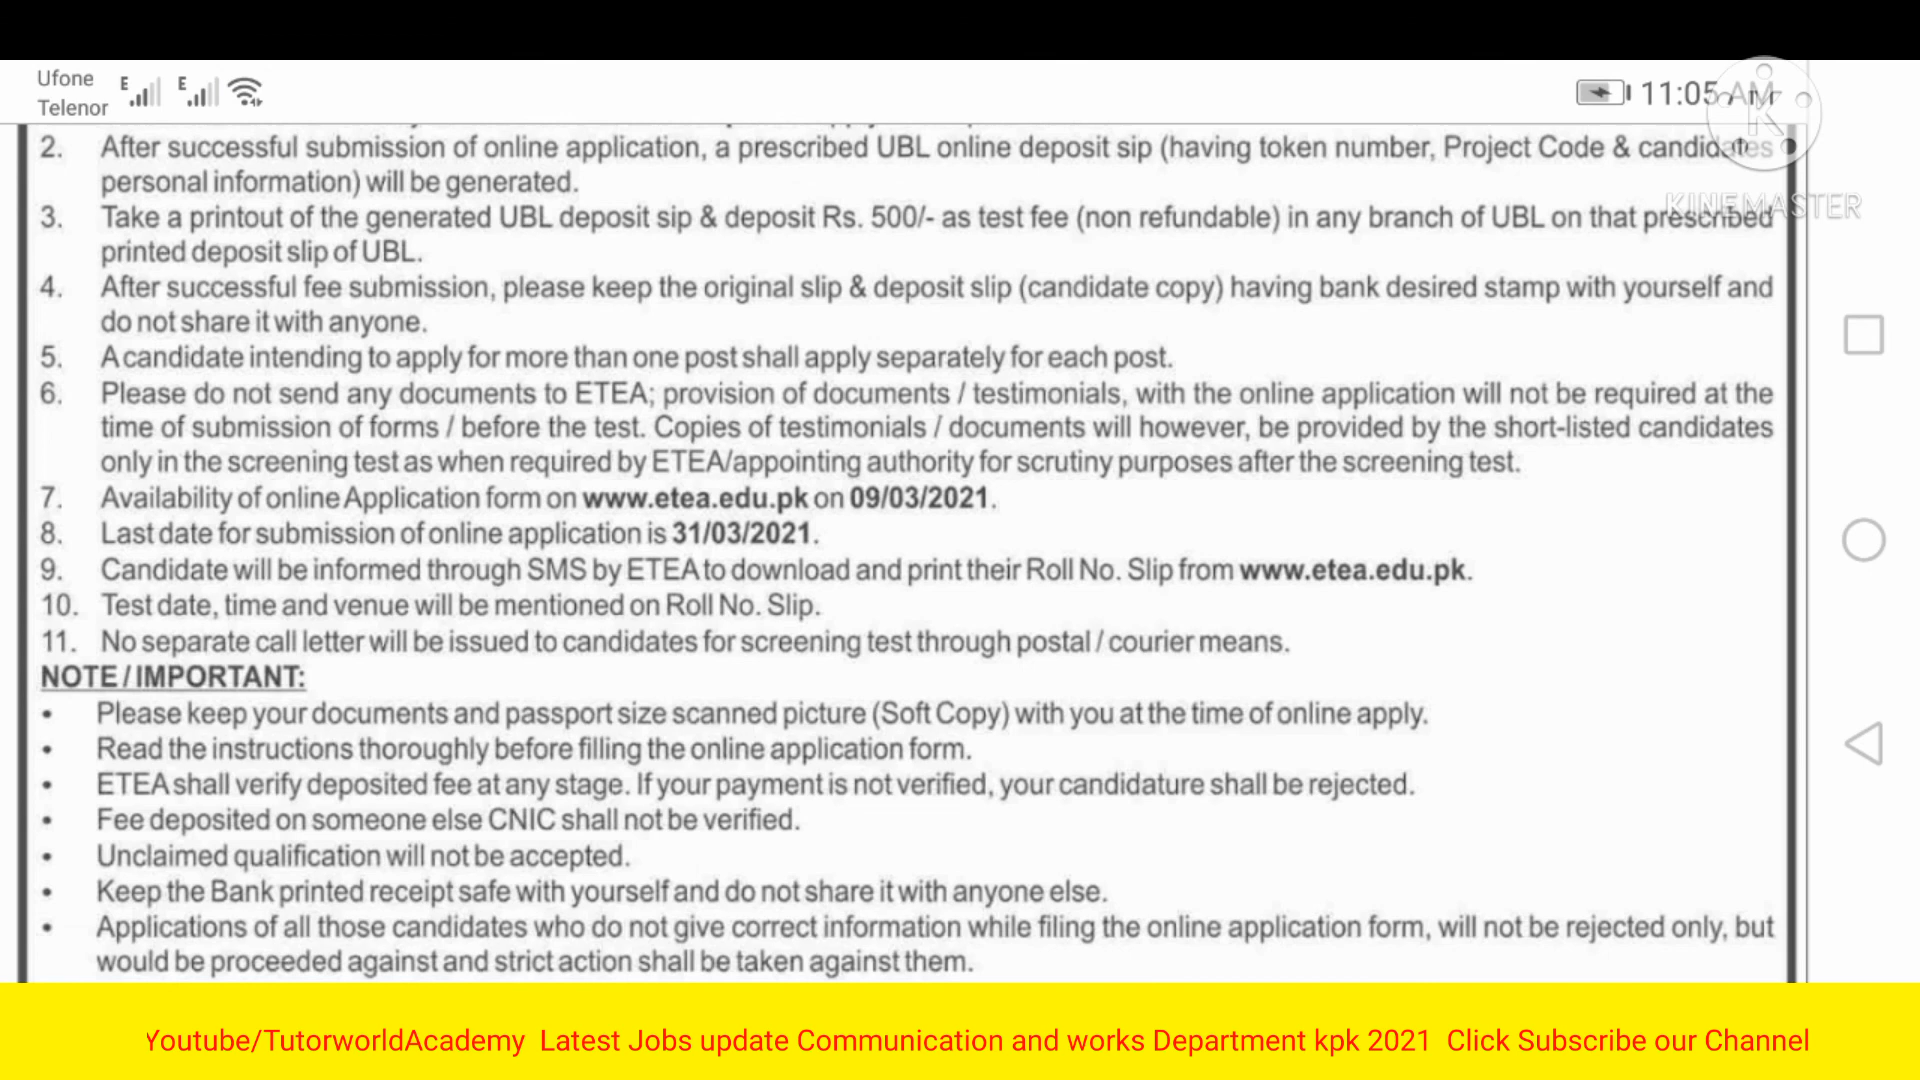 Ufone
Telenor
E
E
11:05 AM
2. After successful submission of online application, a prescribed UBL online deposit sip (having token number, Project Code & candidates
personal information) will be generated.
KINEMASTER
3. Take a printout of the generated UBL deposit sip & deposit Rs. 500/- as test fee (non refundable) in any branch of UBL on that prescribed
printed deposit slip of UBL.
4. After successful fee submission, please keep the original slip & deposit slip (candidate copy) having bank desired stamp with yourself and
do not share it with anyone.
5. A candidate intending to apply for more than one post shall apply separately for each post.
6. Please do not send any documents to ETEA; provision of documents / testimonials, with the online application will not be required at the
time of submission of forms / before the test. Copies of testimonials / documents will however, be provided by the short-listed candidates
only in the screening test as when required by ETEA/appointing authority for scrutiny purposes after the screening test.
7. Availability of online Application form on www.etea.edu.pk on 09/03/2021.
8. Last date for submission of online application is 31/03/2021.
9. Candidate will be informed through SMS by ETEA to download and print their Roll No. Slip from www.etea.edu.pk.
10. Test date, time and venue will be mentioned on Roll No. Slip.
11. No separate call letter will be issued to candidates for screening test through postal / courier means.
NOTE / IMPORTANT:
• Please keep your documents and passport size scanned picture (Soft Copy) with you at the time of online apply.
• Read the instructions thoroughly before filling the online application form.
• ETEA shall verify deposited fee at any stage. If your payment is not verified, your candidature shall be rejected.
• Fee deposited on someone else CNIC shall not be verified.
• Unclaimed qualification will not be accepted.
• Keep the Bank printed receipt safe with yourself and do not share it with anyone else.
• Applications of all those candidates who do not give correct information while filing the online application form, will not be rejected only, but
would be proceeded against and strict action shall be taken against them.
Youtube/TutorworldAcademy Latest Jobs update Communication and works Department kpk 2021 Click Subscribe our Channel